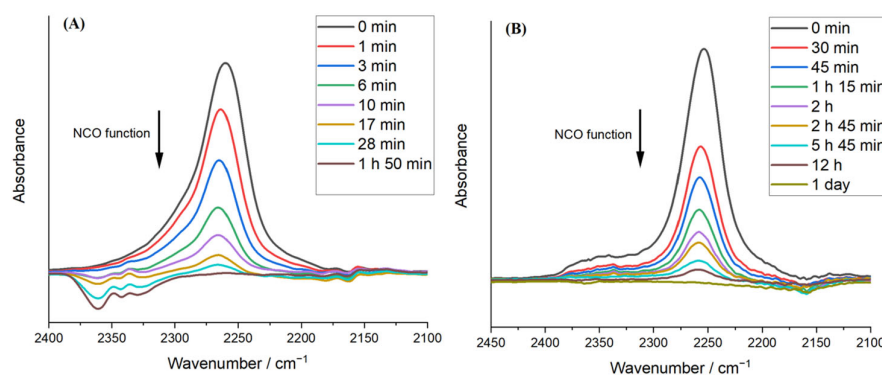 (A)
0 min
1 min
3 min
6 min
10 min
17 min
28 min
1 h 50 min
NCO function
Absorbance
2400 2350 2300 2250 2200 2150 2100
Wavenumber / cm⁻¹
(B)
0 min
30 min
45 min
1 h 15 min
2 h
2 h 45 min
5 h 45 min
12 h
1 day
NCO function
Absorbance
2450 2400 2350 2300 2250 2200 2150 2100
Wavenumber / cm⁻¹